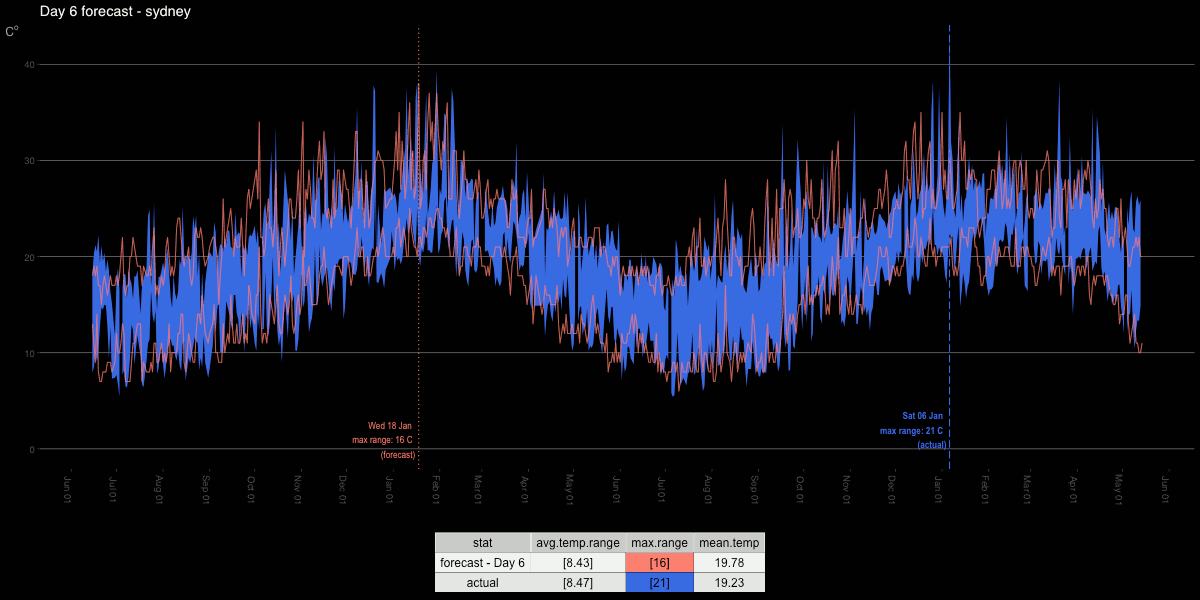 Day 6 forecast - sydney
C°
40
30
20
10
0
Wed 18 Jan
max range: 16 C
(forecast)
Sat 06 Jan
max range: 21 C
(actual)
Jun 01
Jul 01
Aug 01
Sep 01
Oct 01
Nov 01
Dec 01
Jan 01
Feb 01
Mar 01
Apr 01
May 01
Jun 01
Jul 01
Aug 01
Sep 01
Oct 01
Nov 01
Dec 01
Jan 01
Feb 01
Mar 01
Apr 01
May 01
Jun 01
stat avg.temp.range max.range mean.temp
forecast - Day 6 [8.43] [16] 19.78
actual [8.47] [21] 19.23